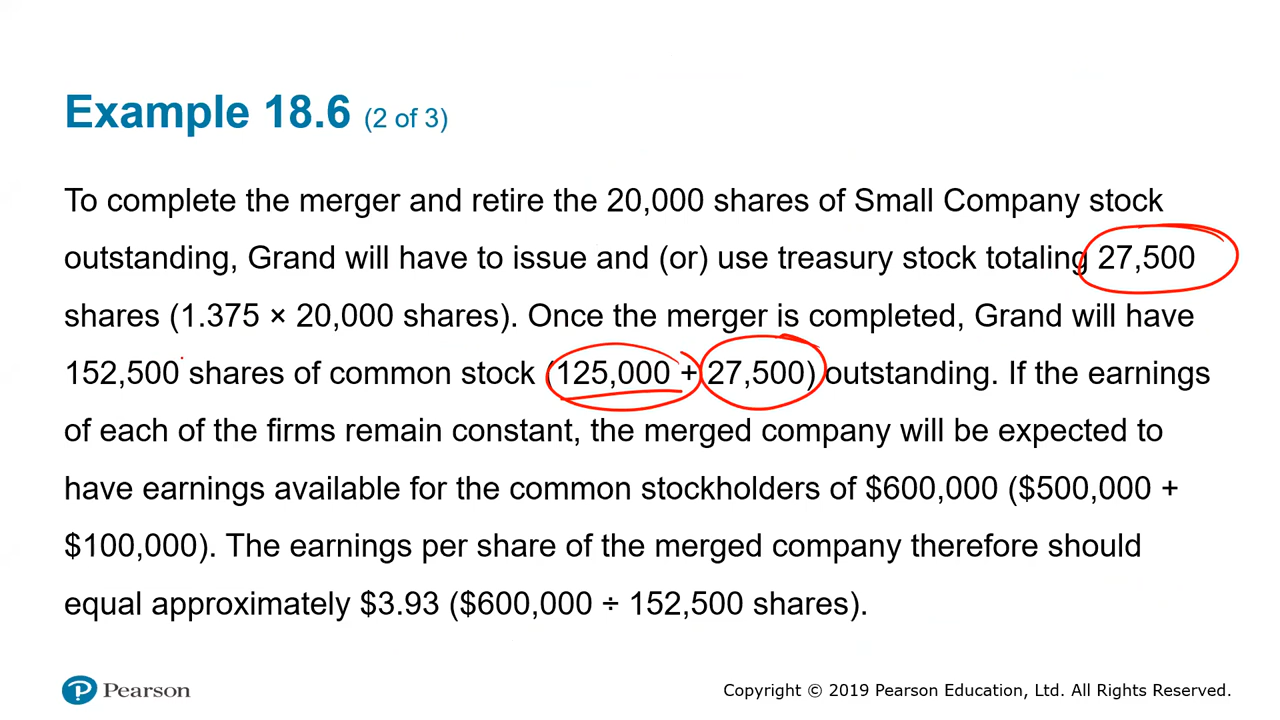 Example 18.6 (2 of 3)
To complete the merger and retire the 20,000 shares of Small Company stock
outstanding, Grand will have to issue and (or) use treasury stock totaling 27,500
shares (1.375 × 20,000 shares). Once the merger is completed, Grand will have
152,500 shares of common stock (125,000 + 27,500) outstanding. If the earnings
of each of the firms remain constant, the merged company will be expected to
have earnings available for the common stockholders of $600,000 ($500,000 +
$100,000). The earnings per share of the merged company therefore should
equal approximately $3.93 ($600,000 ÷ 152,500 shares).
P Pearson
Copyright © 2019 Pearson Education, Ltd. All Rights Reserved.